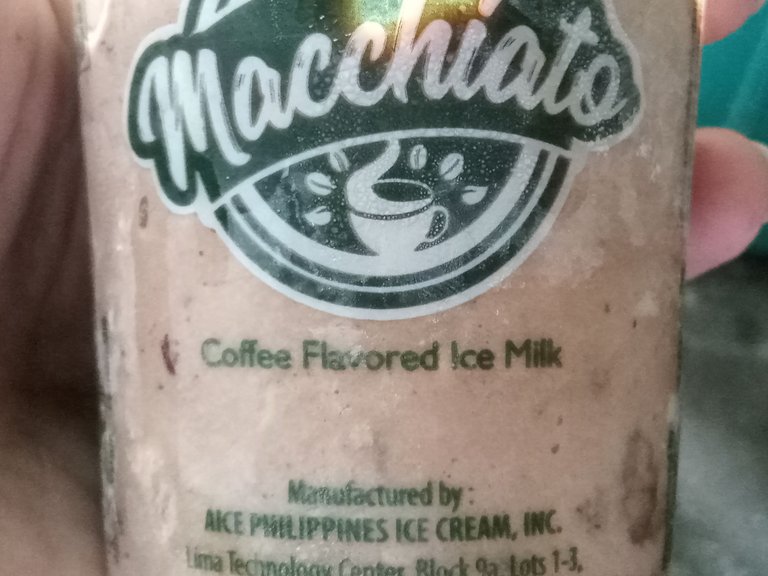 Macchiato
Coffee Flavored Ice Milk
Manufactured by :
AICE PHILIPPINES ICE CREAM, INC.
Lima Technology Center, Block 9a, Lots 1-3,